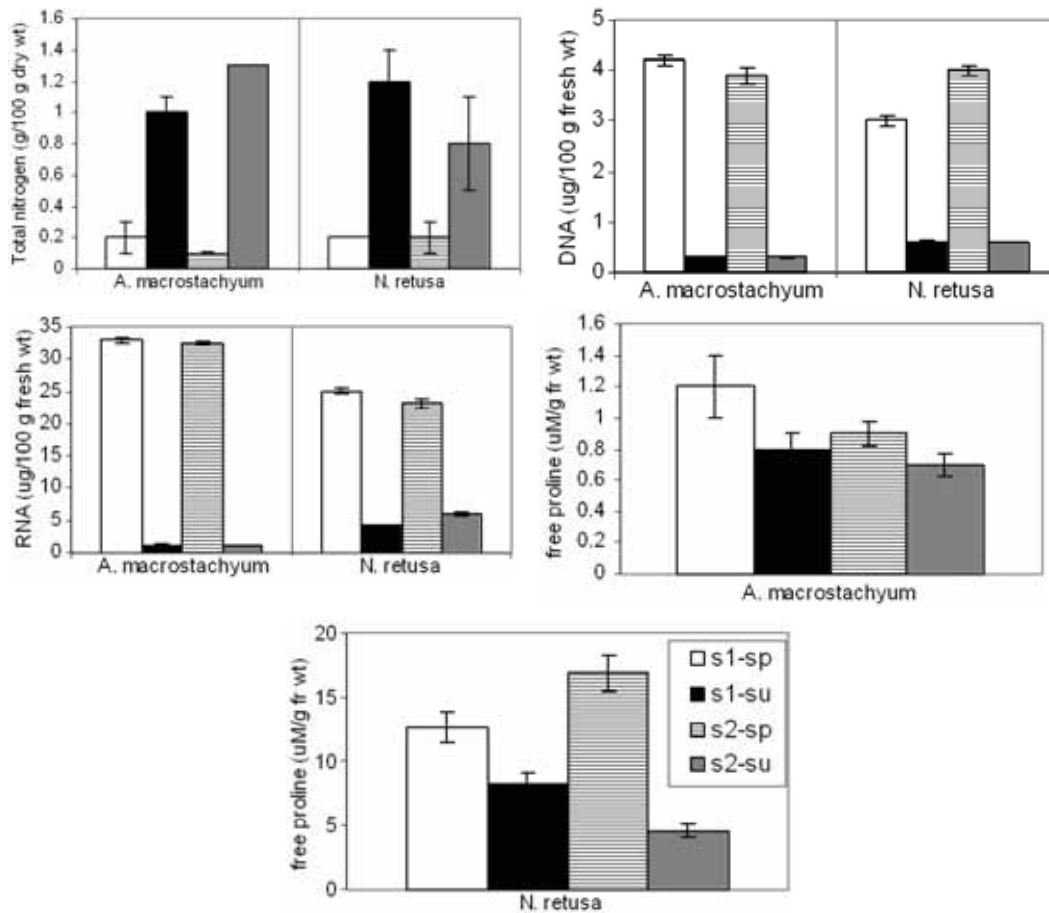 Total nitrogen (g/100 g dry wt)
1.6
1.4
1.2
1
0.8
0.6
0.4
0.2
0
A. macrostachyum N. retusa
DNA (ug/100 g fresh wt)
5
4
3
2
1
0
A. macrostachyum N. retusa
RNA (ug/100 g fresh wt)
35
30
25
20
15
10
5
0
A. macrostachyum N. retusa
free proline (uM/g fr wt)
1.6
1.4
1.2
1
0.8
0.6
0.4
0.2
0
A. macrostachyum
free proline (uM/g fr wt)
20
15
10
5
0
N. retusa
s1-sp
s1-su
s2-sp
s2-su